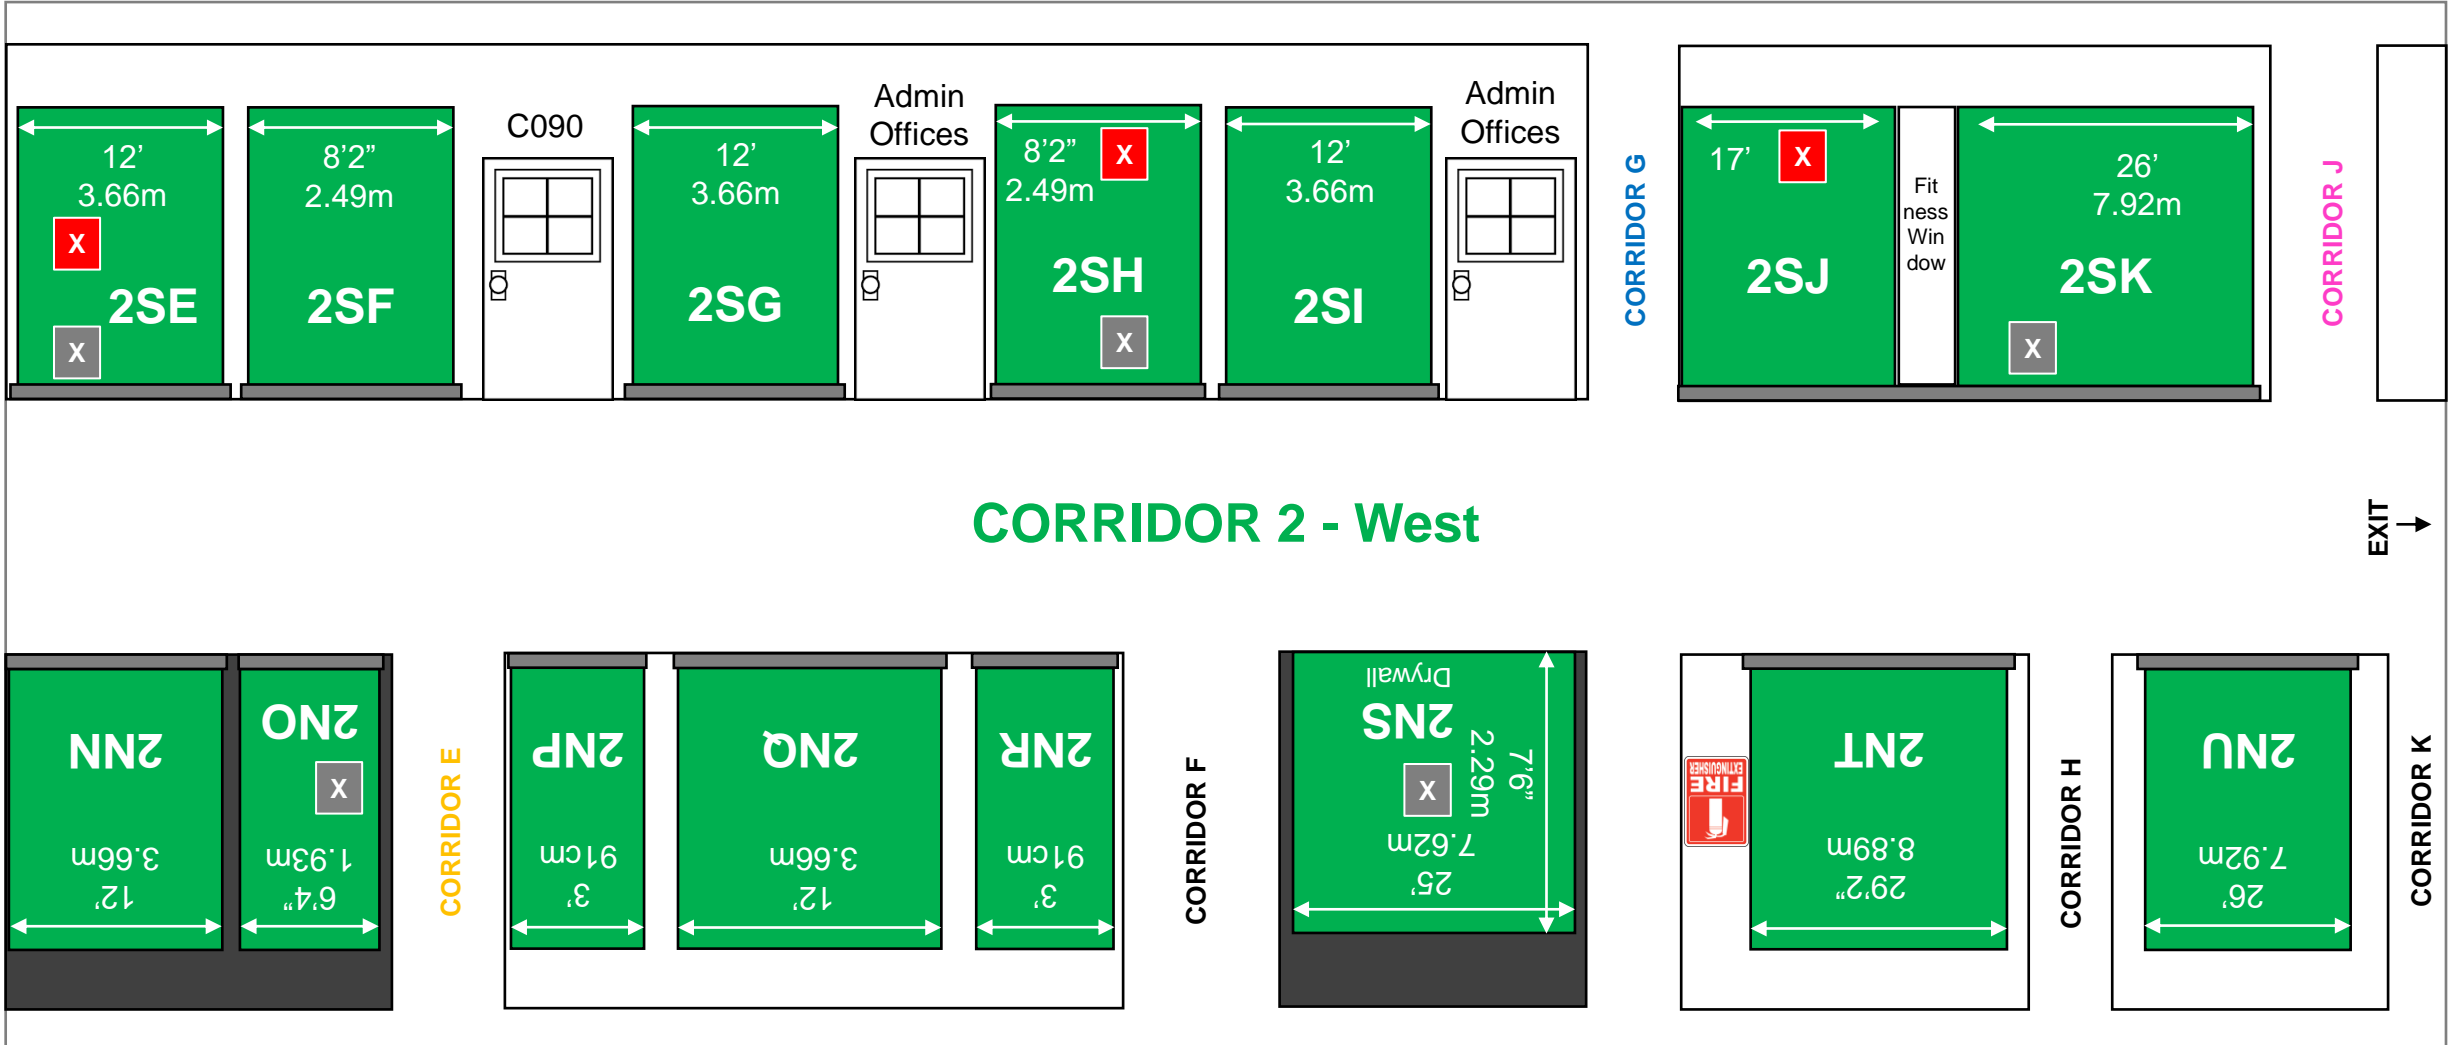 12’
3.66m
X
2SE
X
8’2”
2.49m
2SF
C090
12’
3.66m
2SG
Admin
Offices
8’2”
2.49m
X
2SH
X
12’
3.66m
2SI
Admin
Offices
CORRIDOR G
17’
X
2SJ
Fit
ness
Win
dow
26’
7.92m
2SK
X
CORRIDOR J
CORRIDOR 2 - West
EXIT
12’
3.66m
2NN
6’4”
1.93m
X
2NO
CORRIDOR E
3’
91cm
2NP
12’
3.66m
2NQ
3’
91cm
2NR
CORRIDOR F
25’
7.62m
X
7’6”
2.29m
2NS
Drywall
FIRE
EXTINGUISHER
29’2”
8.89m
2NT
CORRIDOR H
26’
7.92m
2NU
CORRIDOR K